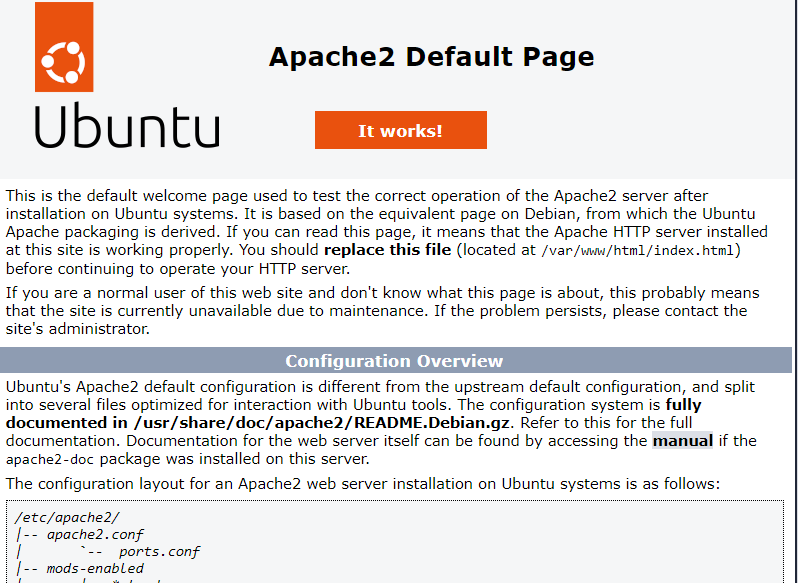 Apache2 Default Page
Ubuntu
It works!
This is the default welcome page used to test the correct operation of the Apache2 server after
installation on Ubuntu systems. It is based on the equivalent page on Debian, from which the Ubuntu
Apache packaging is derived. If you can read this page, it means that the Apache HTTP server installed
at this site is working properly. You should replace this file (located at /var/www/html/index.html)
before continuing to operate your HTTP server.
If you are a normal user of this web site and don't know what this page is about, this probably means
that the site is currently unavailable due to maintenance. If the problem persists, please contact the
site's administrator.
Configuration Overview
Ubuntu's Apache2 default configuration is different from the upstream default configuration, and split
into several files optimized for interaction with Ubuntu tools. The configuration system is fully
documented in /usr/share/doc/apache2/README.Debian.gz. Refer to this for the full
documentation. Documentation for the web server itself can be found by accessing the manual if the
apache2-doc package was installed on this server.
The configuration layout for an Apache2 web server installation on Ubuntu systems is as follows:
/etc/apache2/
|-- apache2.conf
|       `--  ports.conf
|-- mods-enabled